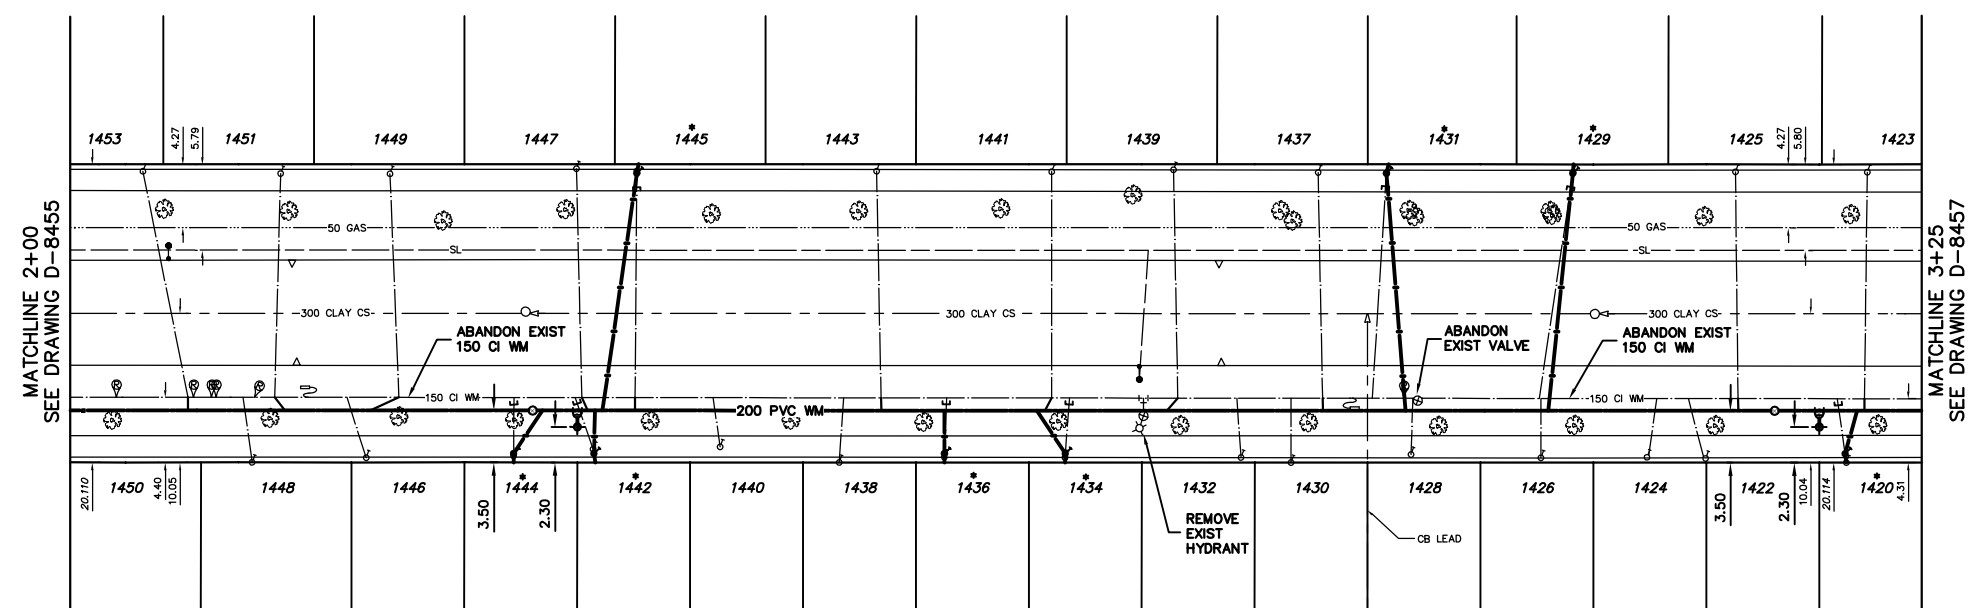 MATCHLINE 2+00
SEE DRAWING D-8455
1453
4.27
5.79
1451
1449
1447
*
1445
1443
1441
1439
1437
*
1431
*
1429
1425
4.27
5.80
1423
50 GAS
50 GAS
SL
SL
300 CLAY CS
300 CLAY CS
300 CLAY CS
ABANDON EXIST
150 CI WM
ABANDON
EXIST VALVE
ABANDON EXIST
150 CI WM
150 CI WM
150 CI WM
200 PVC WM
20.110
1450
4.40
10.05
1448
1446
3.50
*
1444
2.30
*
1442
1440
1438
*
1436
*
1434
1432
1430
1428
1426
1424
3.50
1422
2.30
10.04
20.114
*
1420
4.31
REMOVE
EXIST
HYDRANT
CB LEAD
MATCHLINE 3+25
SEE DRAWING D-8457